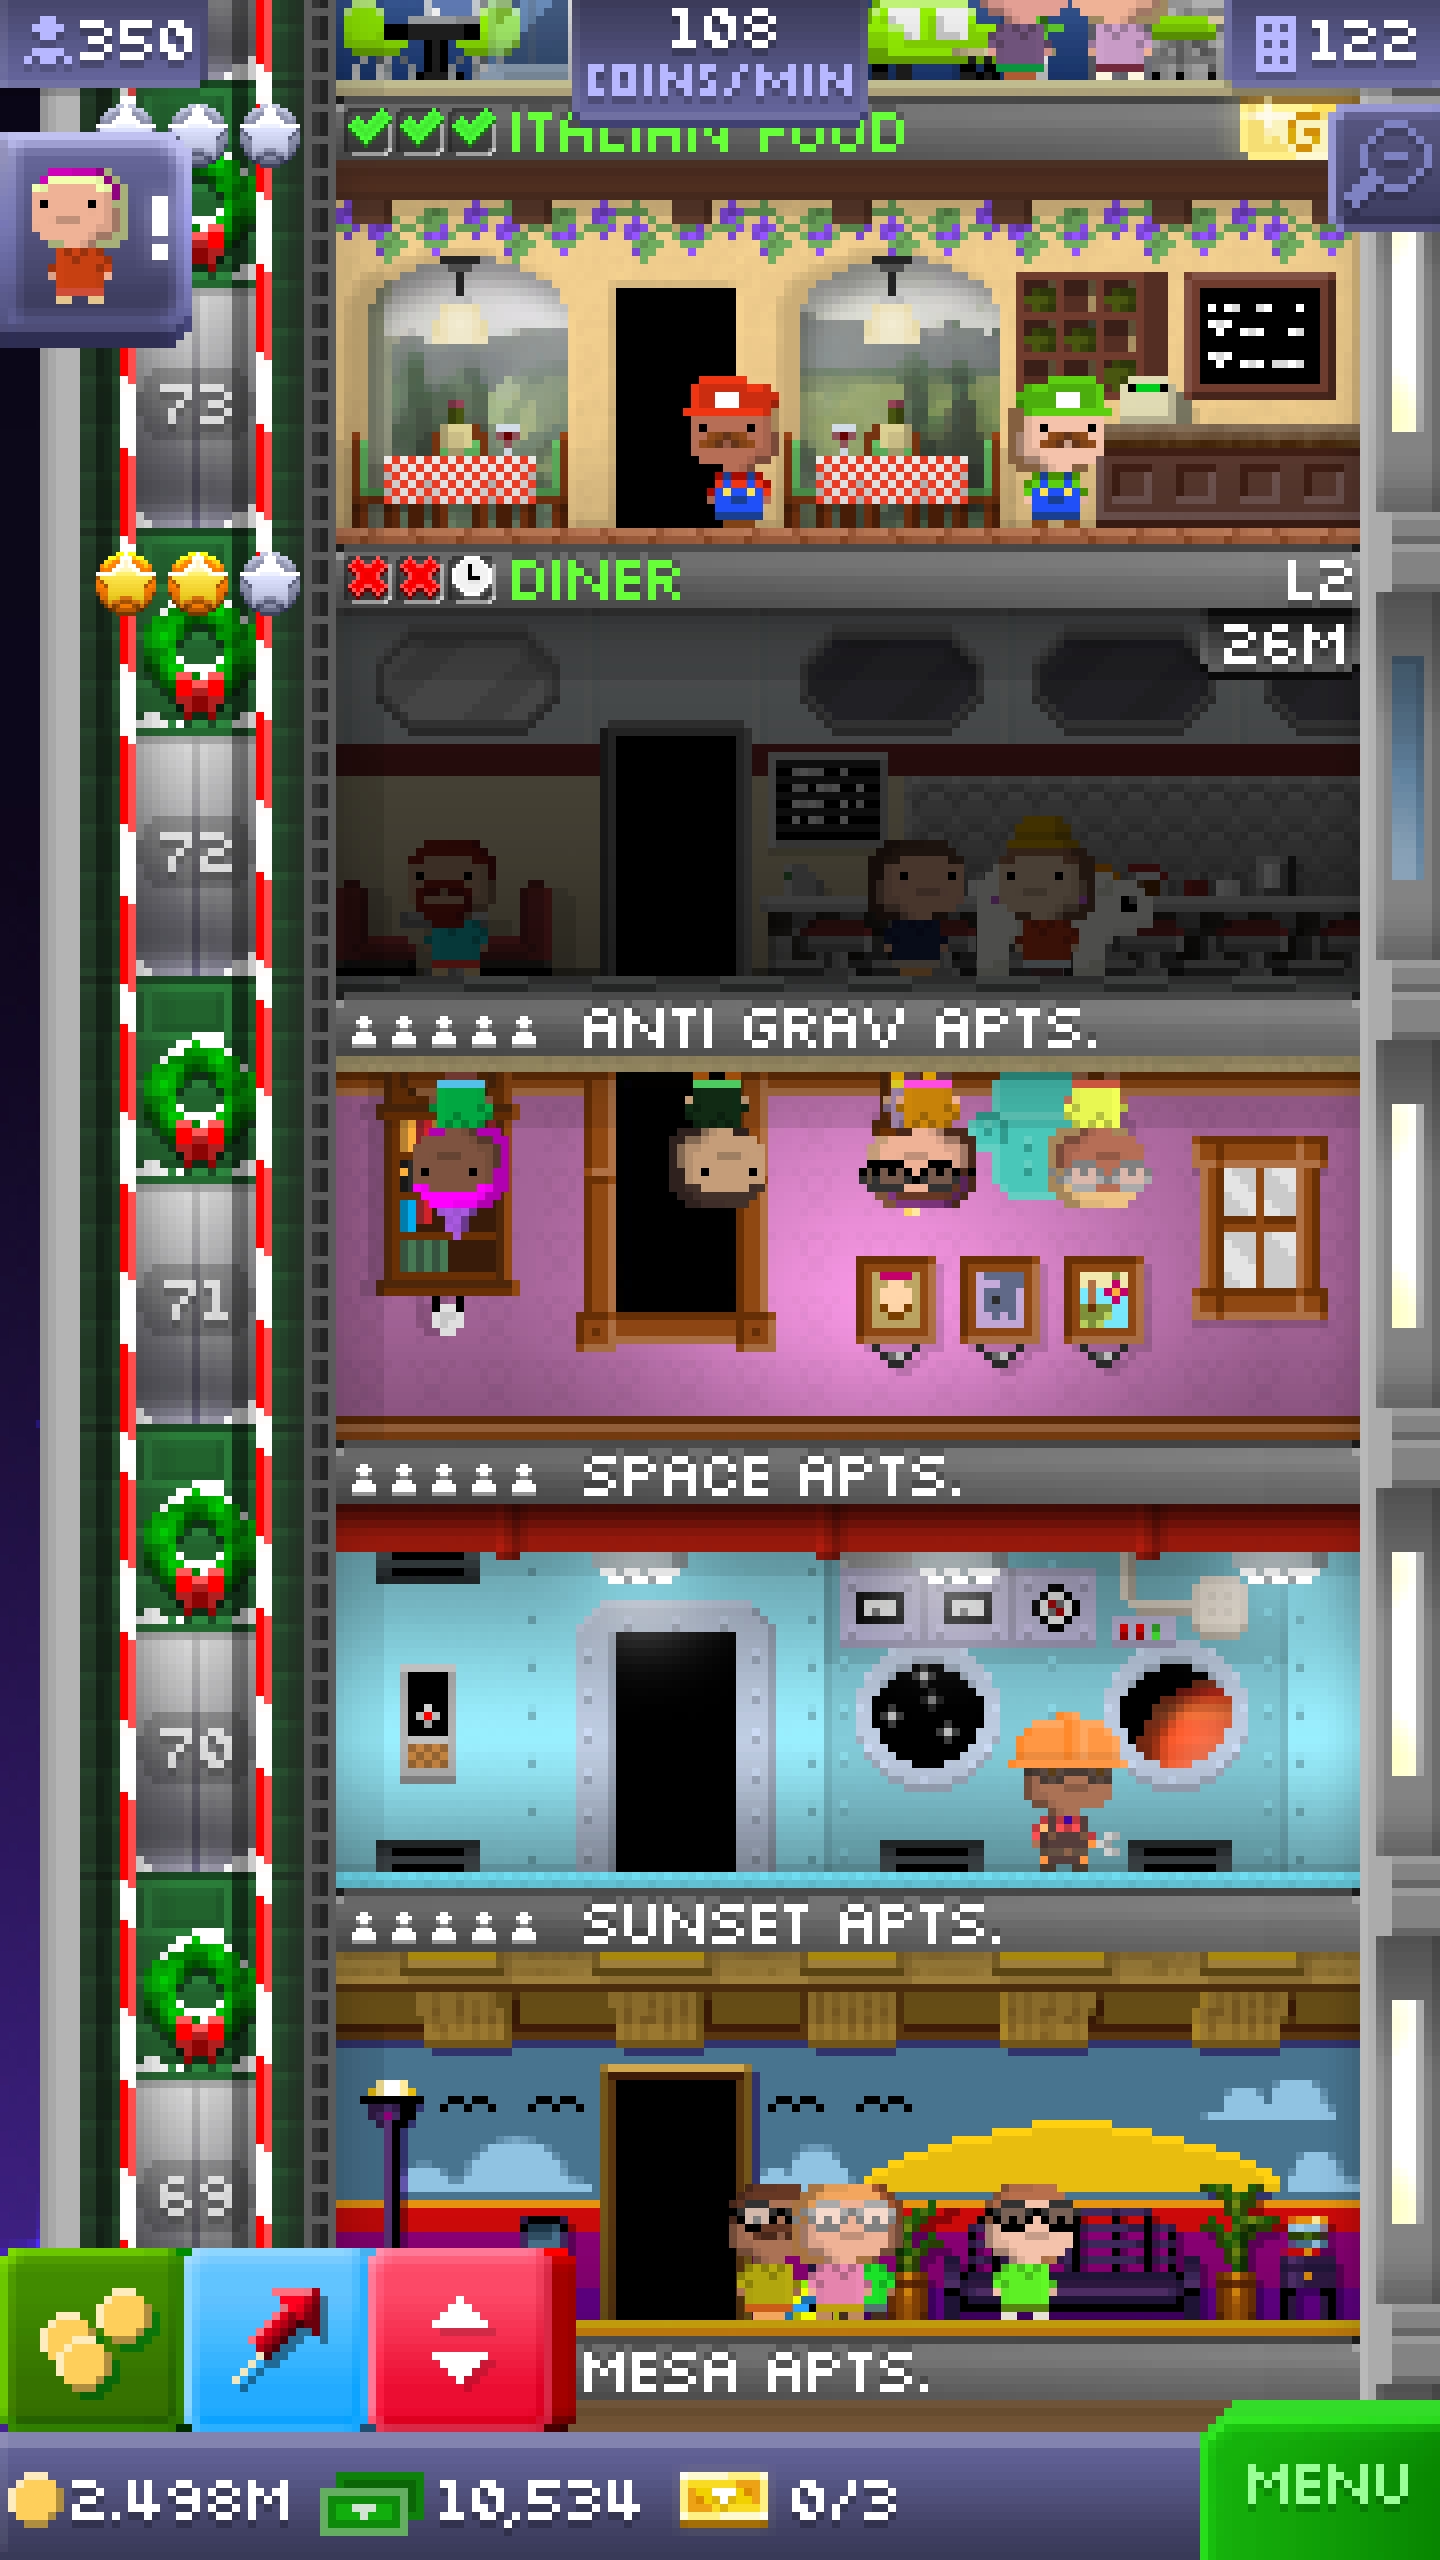 350
108
COINS/MIN
122
ITALIAN FOOD
G
73
DINER
L2
26M
72
ANTI GRAV APTS.
71
SPACE APTS.
70
SUNSET APTS.
69
MESA APTS.
2.498M
10,534
0/3
MENU